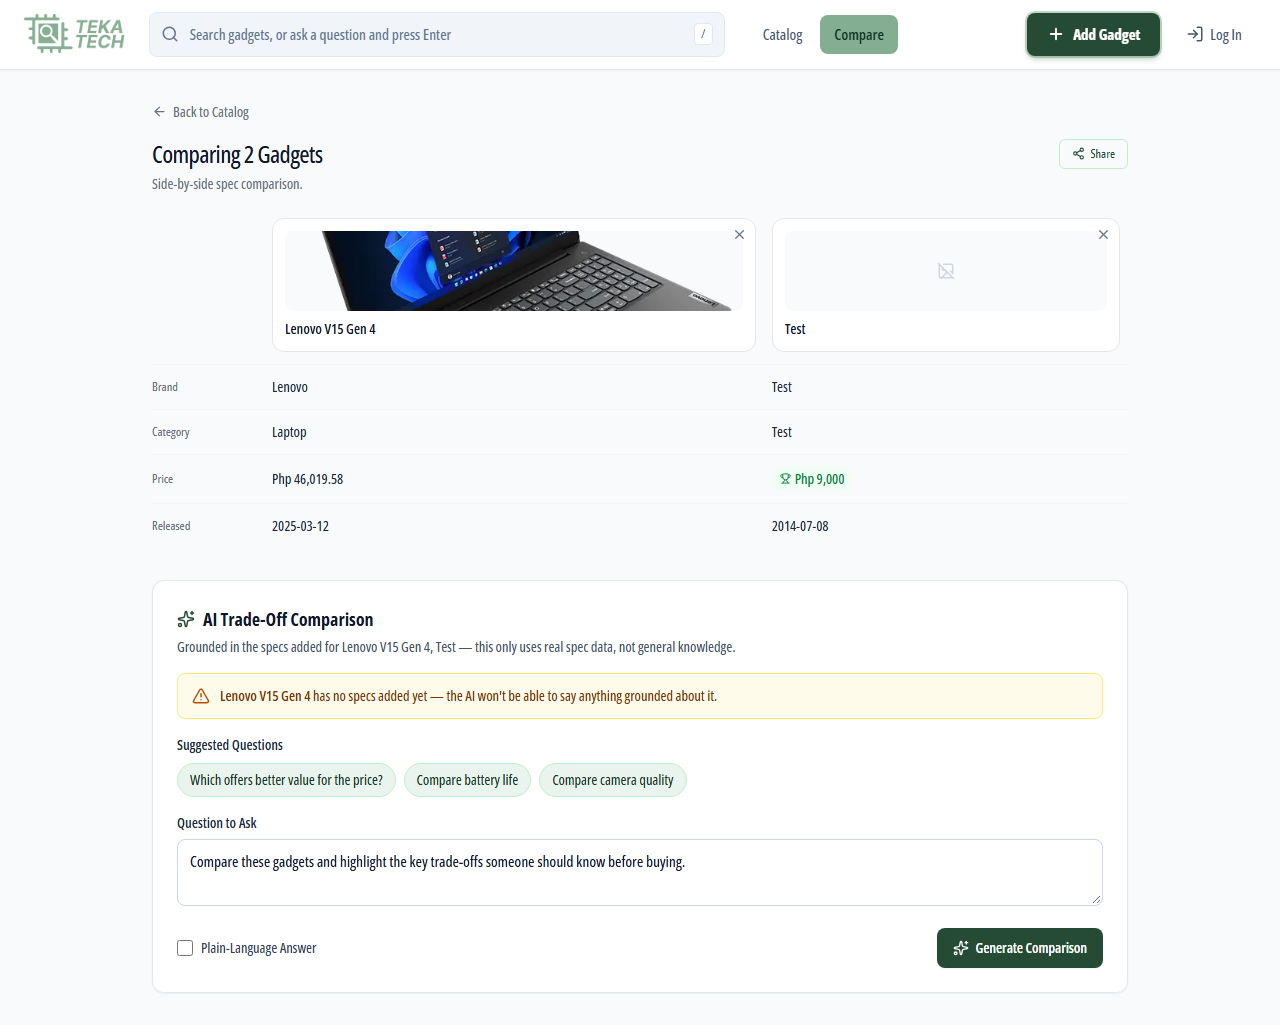 TEKA
TECH
Search gadgets, or ask a question and press Enter
/
Catalog
Compare
Add Gadget
Log In
Back to Catalog
Comparing 2 Gadgets
Share
Side-by-side spec comparison.
Lenovo V15 Gen 4
Test
Brand
Lenovo
Test
Category
Laptop
Test
Price
Php 46,019.58
Php 9,000
Released
2025-03-12
2014-07-08
AI Trade-Off Comparison
Grounded in the specs added for Lenovo V15 Gen 4, Test — this only uses real spec data, not general knowledge.
Lenovo V15 Gen 4 has no specs added yet — the AI won't be able to say anything grounded about it.
Suggested Questions
Which offers better value for the price?
Compare battery life
Compare camera quality
Question to Ask
Compare these gadgets and highlight the key trade-offs someone should know before buying.
Plain-Language Answer
Generate Comparison